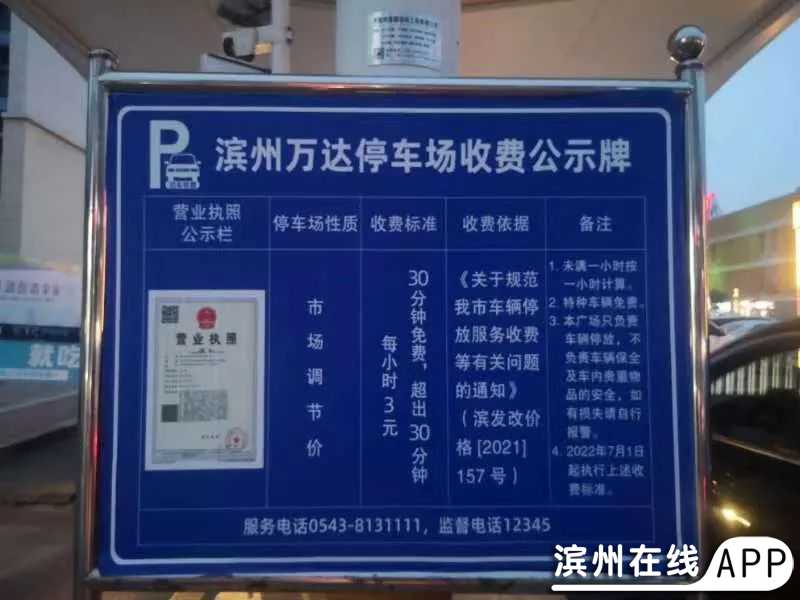 P
滨州万达停车场收费公示牌
营业执照
公示栏
停车场性质
收费标准
收费依据
备注
营业执照
市场调节价
30分钟免费，超出30分钟
每小时3元
《关于规范
我市车辆停
放服务收费
等有关问题
的通知》
（滨发改价
格[2021]
157号）
1. 未满一小时按
一小时计算。
2. 特种车辆免费。
3. 本广场只负责
车辆停放，不
负责车辆保全
及车内贵重物
品的安全，如
有损失请自行
报警。
4. 2022年7月1日
起执行上述收
费标准。
服务电话0543-8131111，监督电话12345
就吃
滨州在线 APP